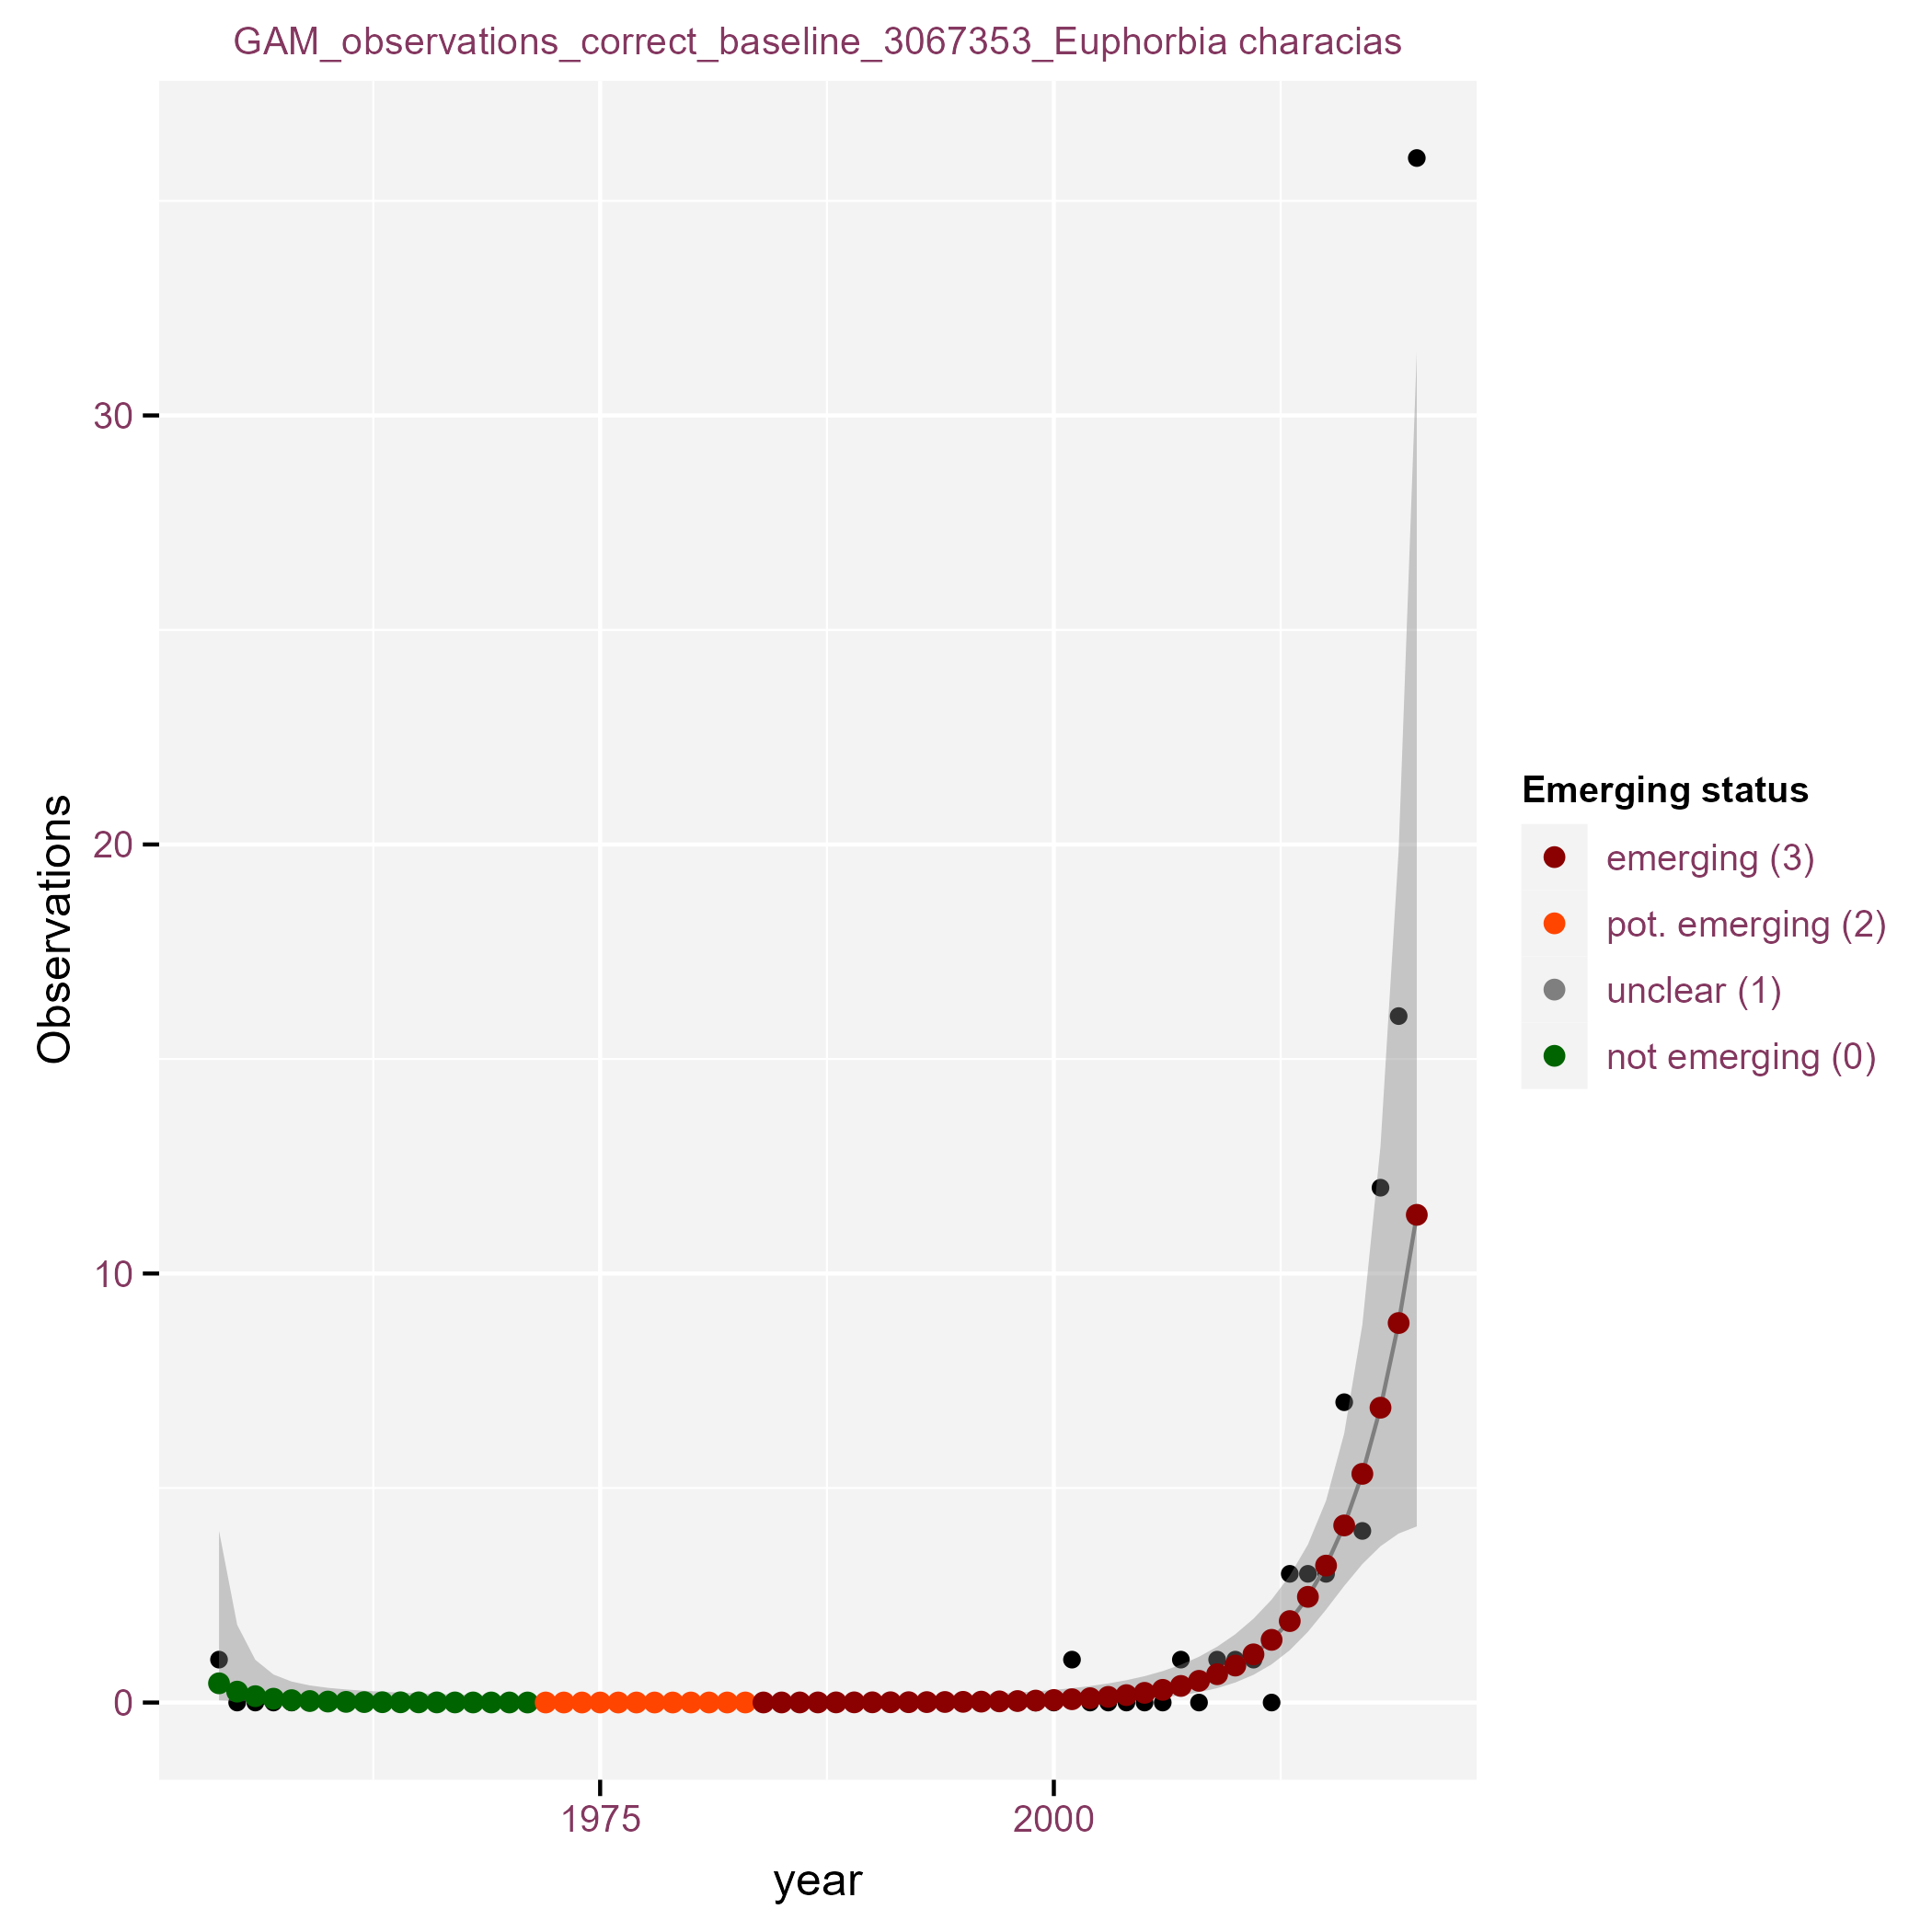 GAM_observations_correct_baseline_3067353_Euphorbia characias
30
20
10
0
Observations
1975
2000
year
Emerging status
emerging (3)
pot. emerging (2)
unclear (1)
not emerging (0)